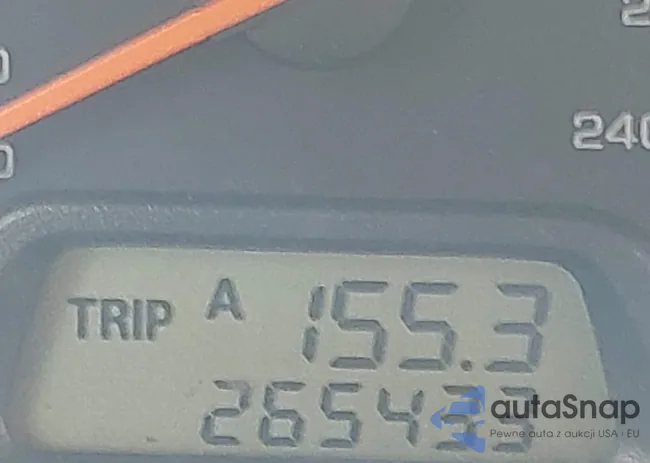 240
TRIP A 155.3
265433
autaSnap
Pewne auta z aukcji USA i EU